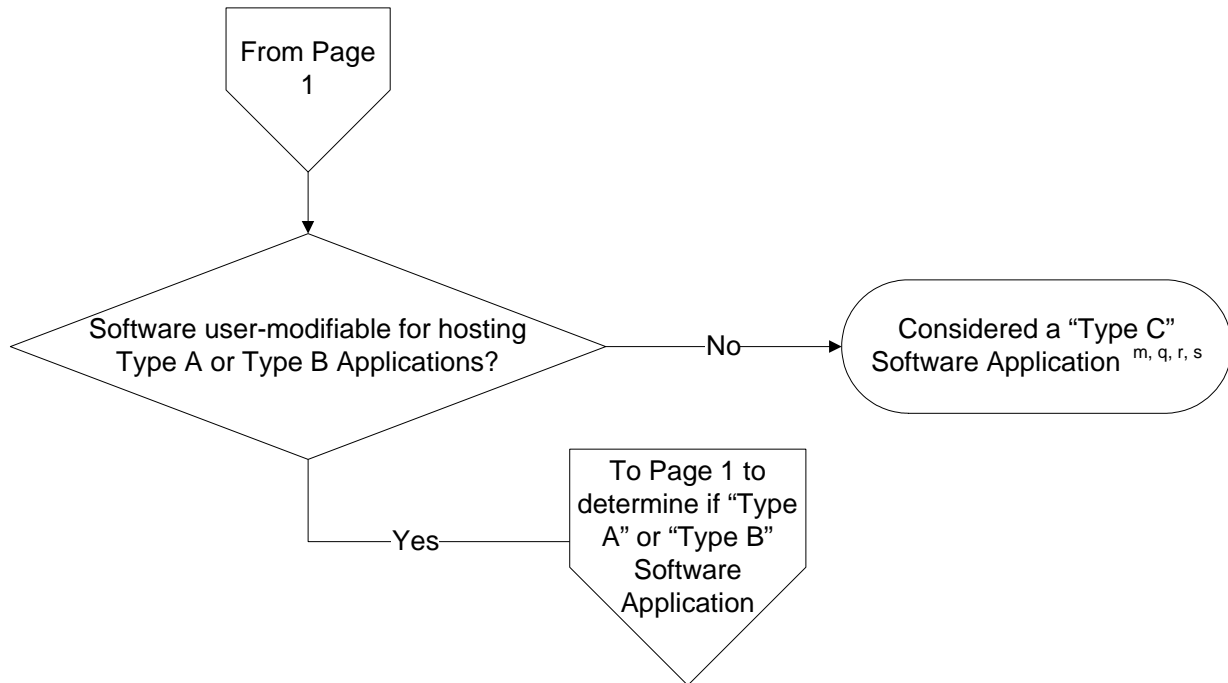 From Page
1
Software user-modifiable for hosting
Type A or Type B Applications?
No
Considered a “Type C”
Software Application m, q, r, s
Yes
To Page 1 to
determine if “Type
A” or “Type B”
Software
Application